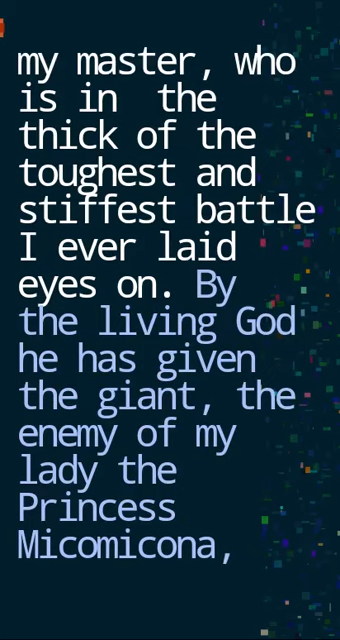 my master, who
is in  the
thick of the
toughest and
stiffest battle
I ever laid
eyes on. By
the living God
he has given
the giant, the
enemy of my
lady the
Princess
Micomicona,